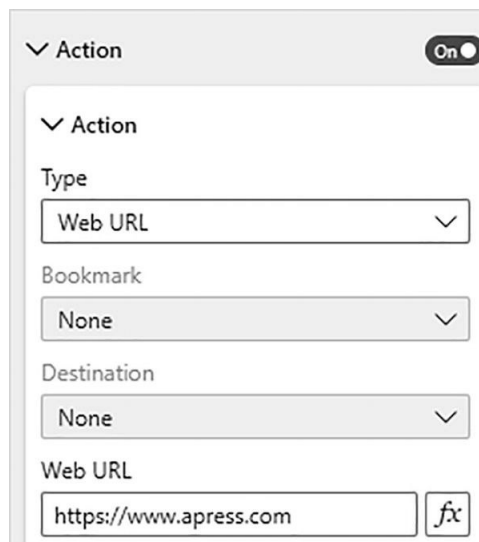 Action
On
Action
Type
Web URL
Bookmark
None
Destination
None
Web URL
https://www.apress.com
fx